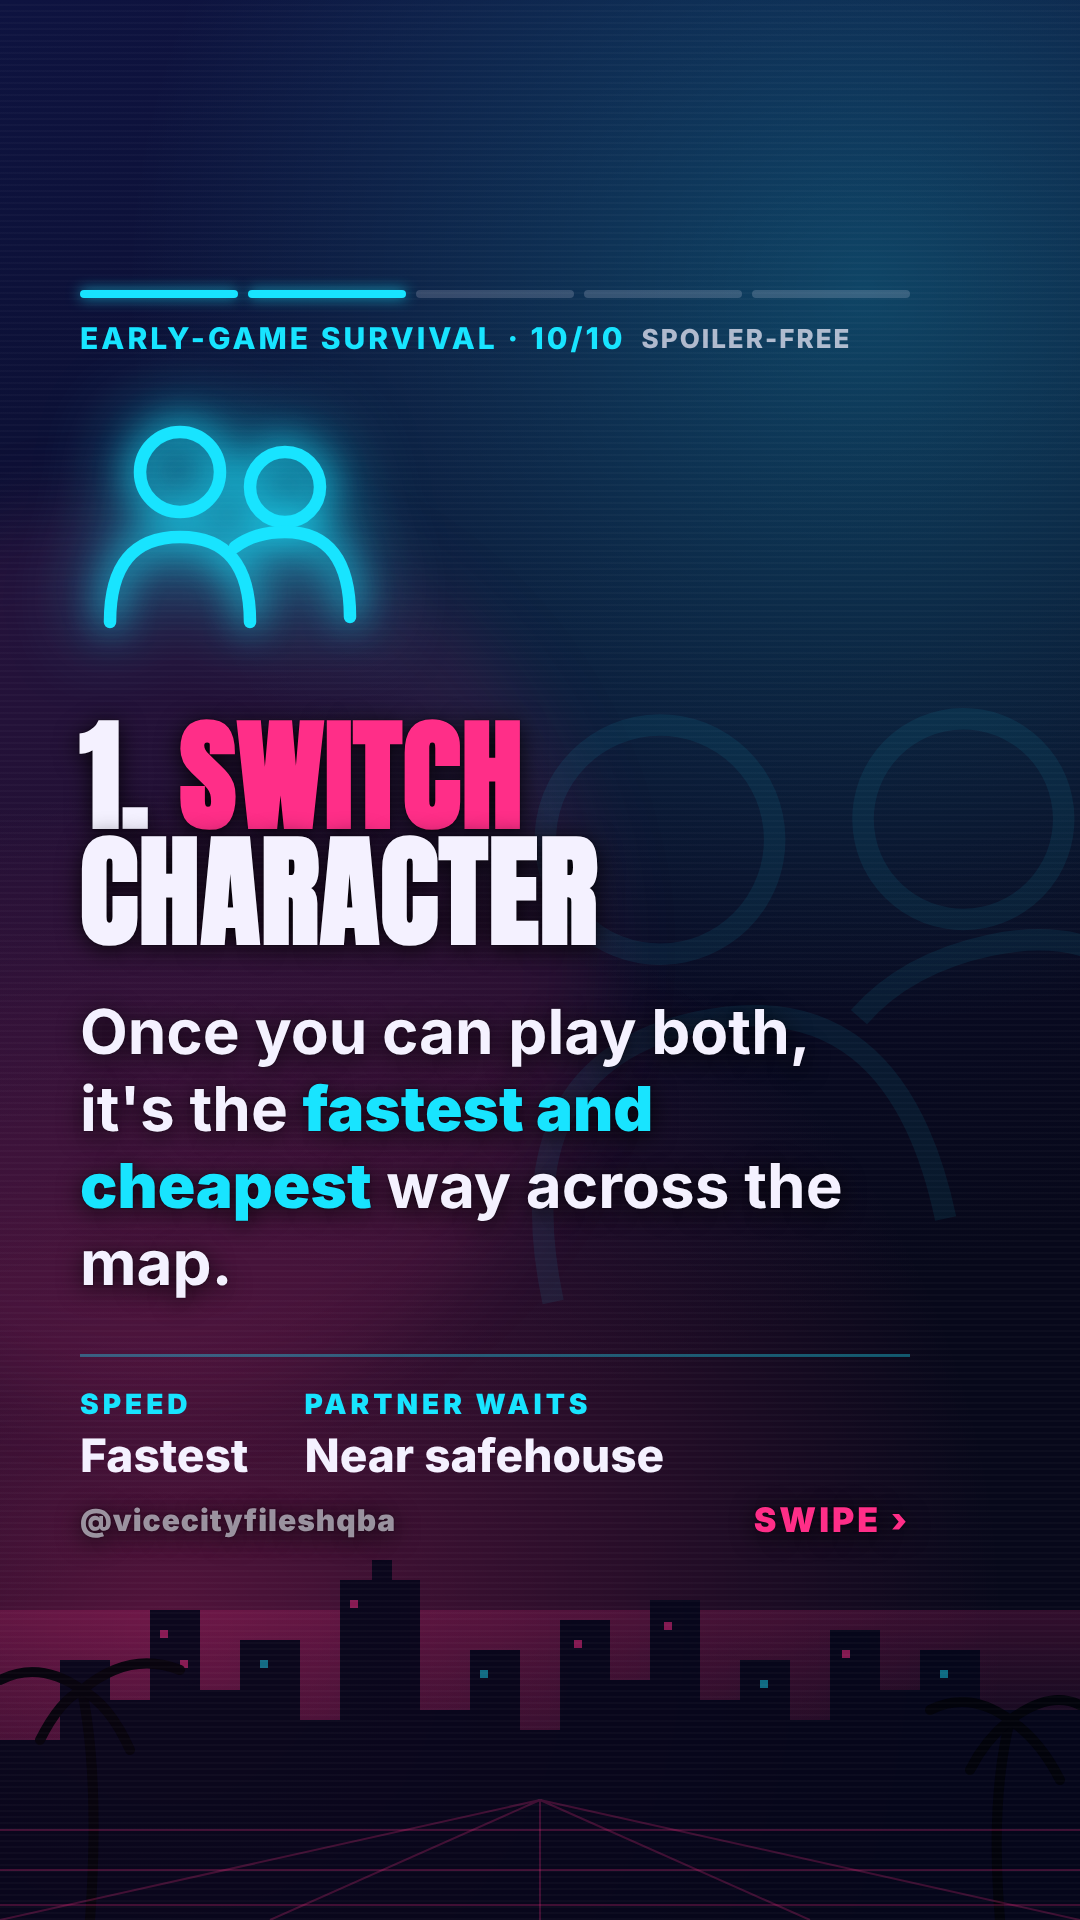 EARLY-GAME SURVIVAL · 10/10 SPOILER-FREE
1. SWITCH
CHARACTER
Once you can play both,
it's the fastest and
cheapest way across the
map.
SPEED PARTNER WAITS
Fastest Near safehouse
@vicecityfileshqba SWIPE ›